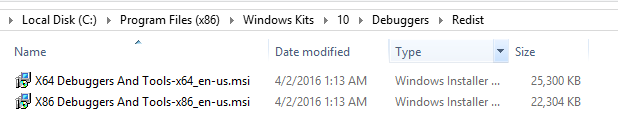 Local Disk (C:) Program Files (x86) Windows Kits 10 Debuggers Redist
Name Date modified Type Size
X64 Debuggers And Tools-x64_en-us.msi 4/2/2016 1:13 AM Windows Installer ... 25,300 KB
X86 Debuggers And Tools-x86_en-us.msi 4/2/2016 1:13 AM Windows Installer ... 22,304 KB